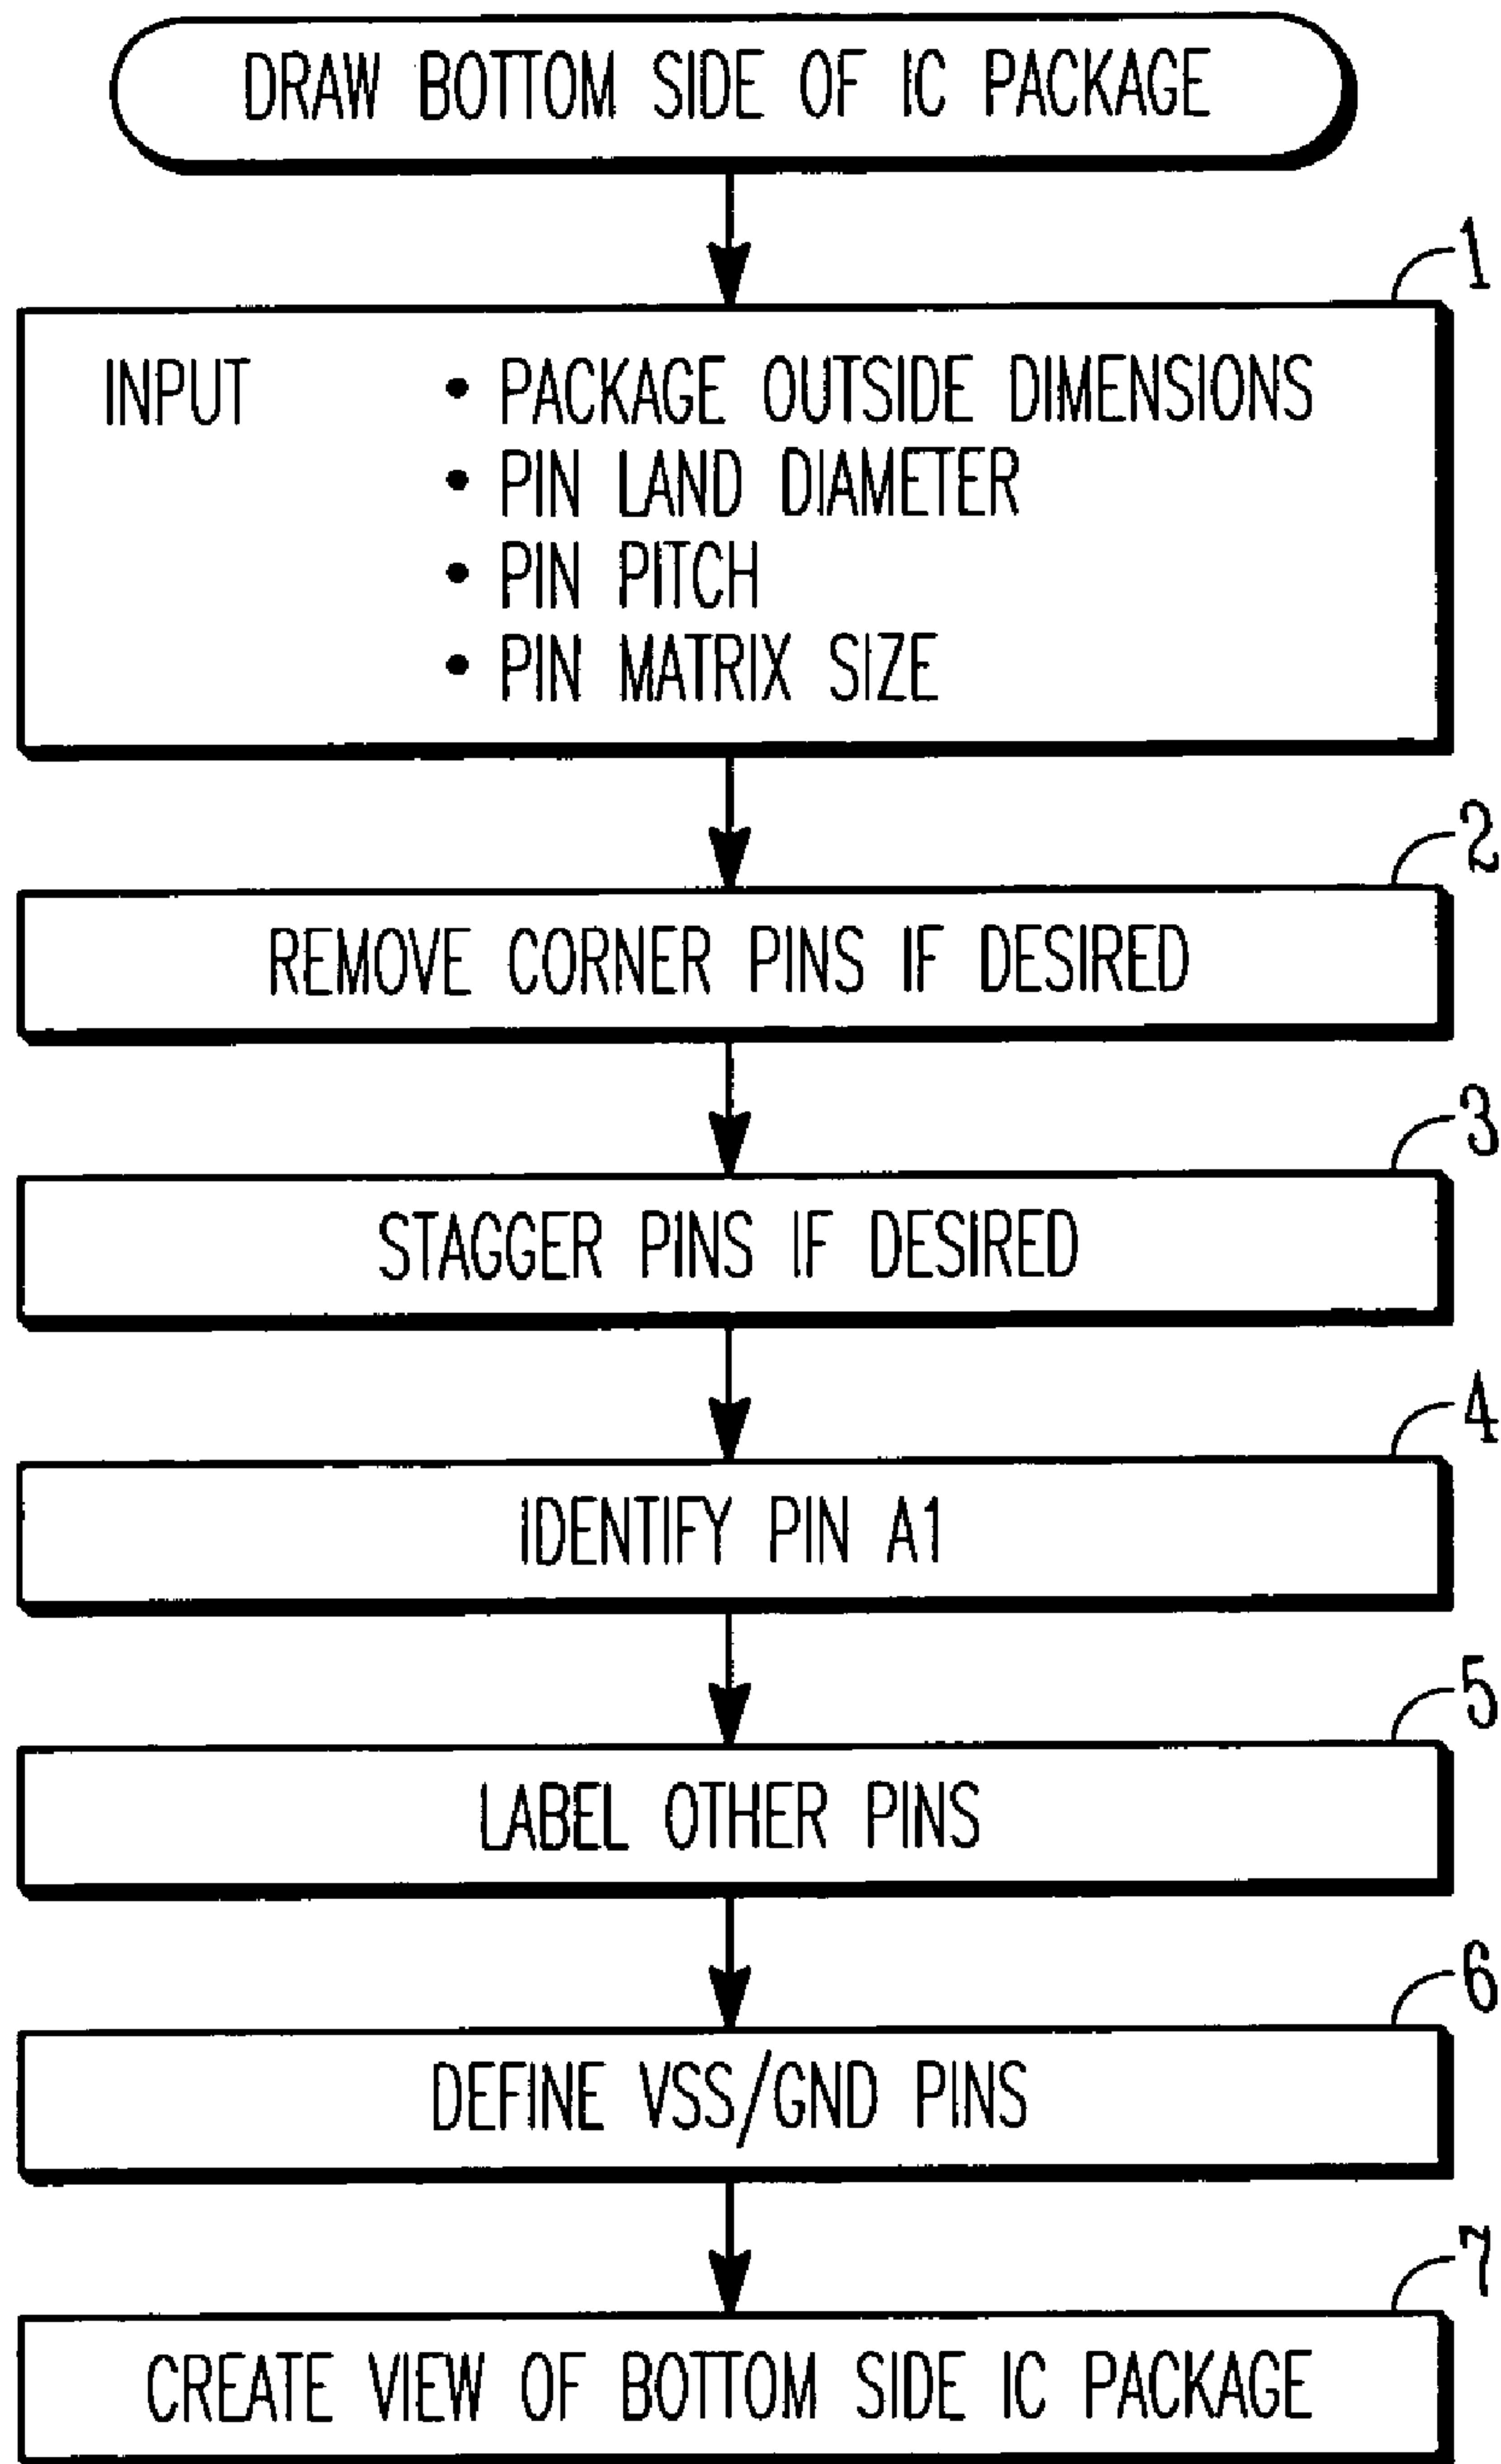 DRAW BOTTOM SIDE OF IC PACKAGE
1
INPUT • PACKAGE OUTSIDE DIMENSIONS
• PIN LAND DIAMETER
• PIN PITCH
• PIN MATRIX SIZE
2
REMOVE CORNER PINS IF DESIRED
3
STAGGER PINS IF DESIRED
4
IDENTIFY PIN A1
5
LABEL OTHER PINS
6
DEFINE VSS/GND PINS
7
CREATE VIEW OF BOTTOM SIDE IC PACKAGE